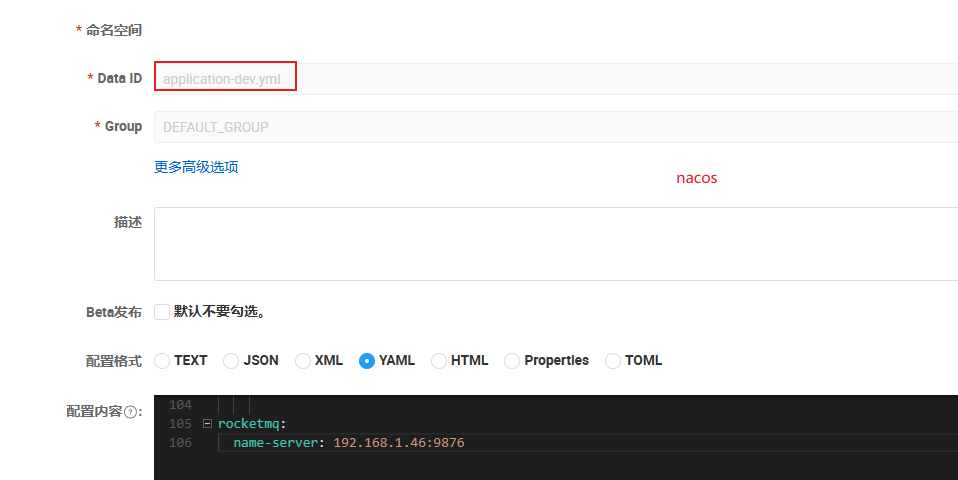 * 命名空间
* Data ID application-dev.yml
* Group DEFAULT_GROUP
更多高级选项
nacos
描述
Beta发布 默认不要勾选。
配置格式 TEXT JSON XML YAML HTML Properties TOML
配置内容?: 104
105 rocketmq:
106 name-server: 192.168.1.46:9876